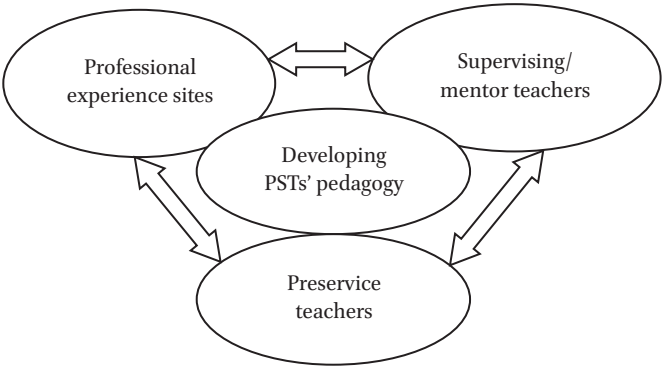 Professional
experience sites
Supervising/
mentor teachers
Developing
PSTs’ pedagogy
Preservice
teachers